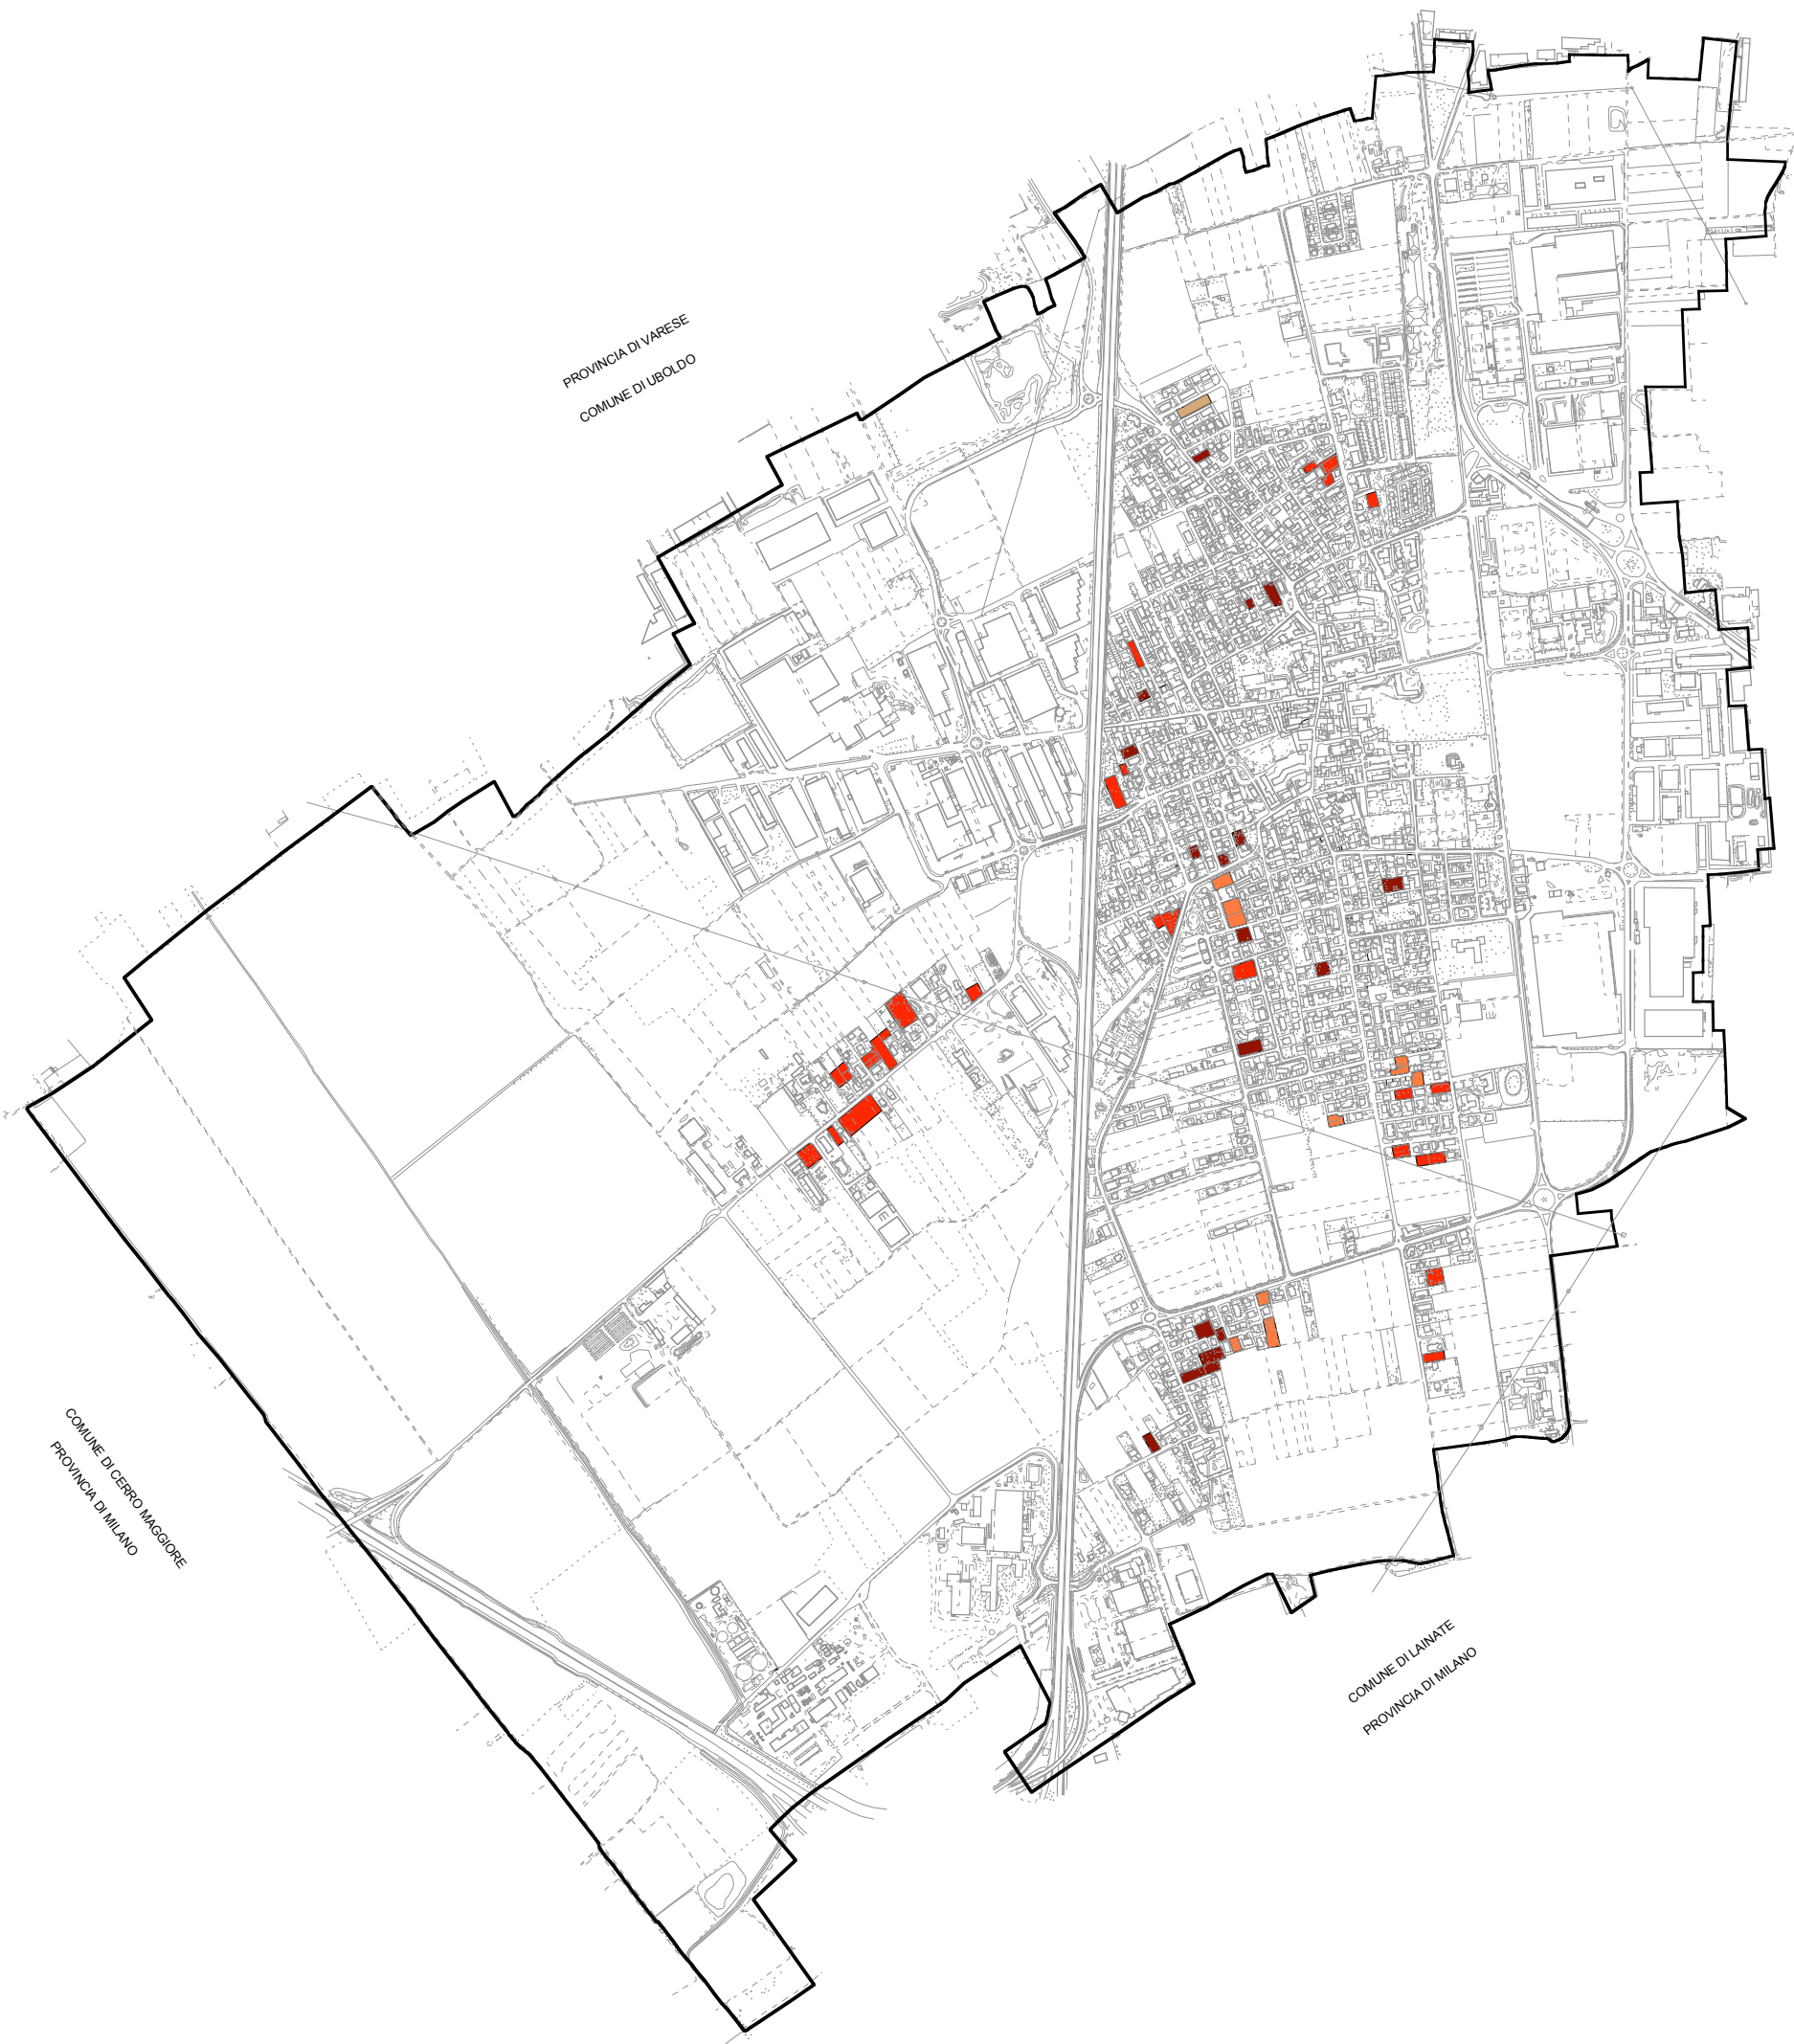 PROVINCIA DI VARESE
COMUNE DI UBOLDO
COMUNE DI CERRO MAGGIORE
PROVINCIA DI MILANO
COMUNE DI LAINATE
PROVINCIA DI MILANO